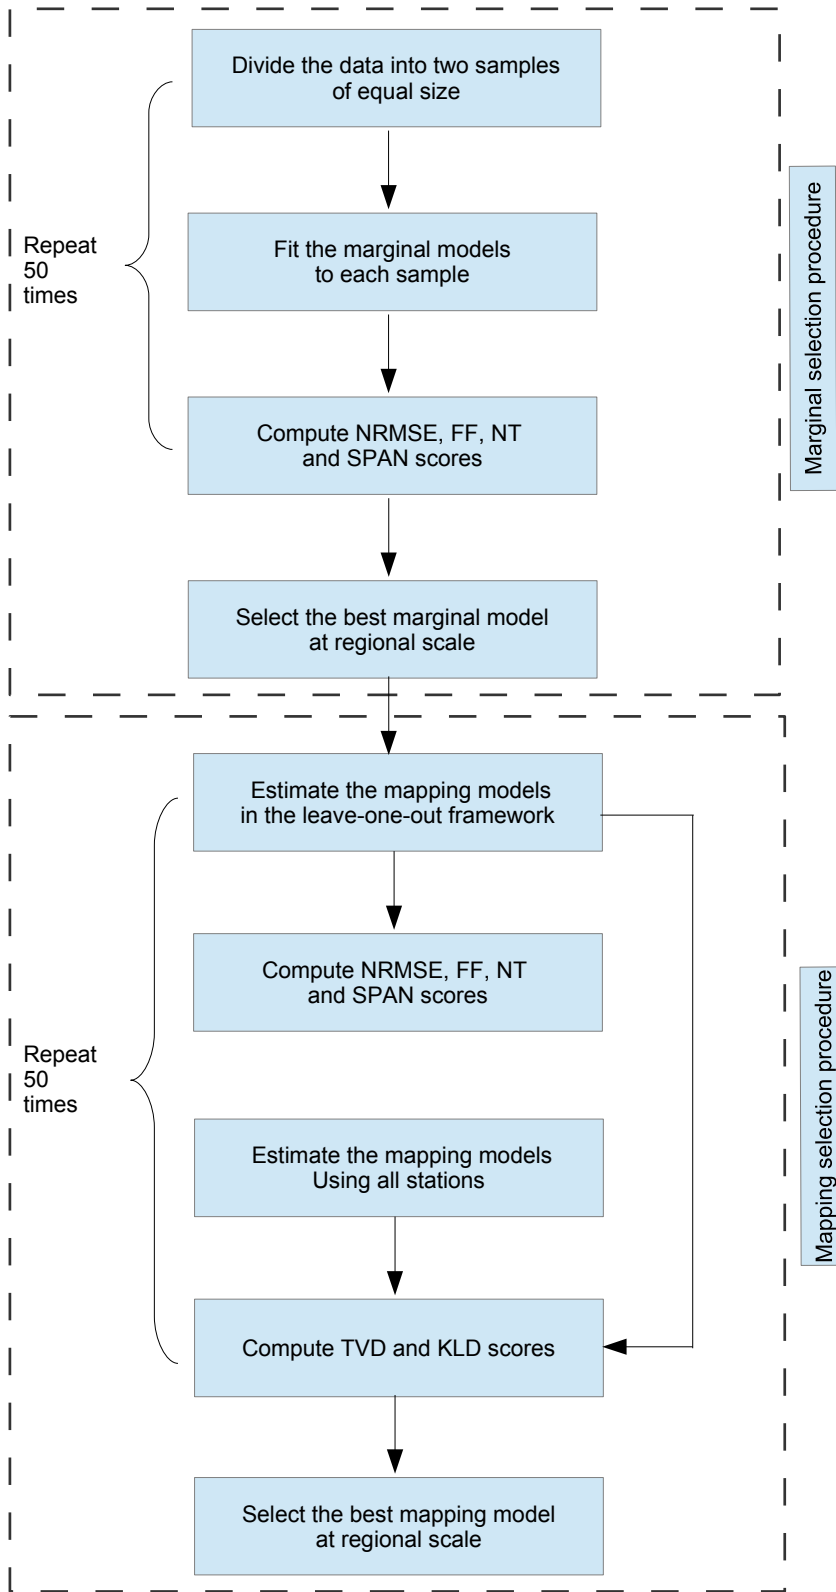 Divide the data into two samples
of equal size
Repeat
50
times
Fit the marginal models
to each sample
Compute NRMSE, FF, NT
and SPAN scores
Select the best marginal model
at regional scale
Marginal selection procedure
Estimate the mapping models
in the leave-one-out framework
Compute NRMSE, FF, NT
and SPAN scores
Repeat
50
times
Estimate the mapping models
Using all stations
Compute TVD and KLD scores
Select the best mapping model
at regional scale
Mapping selection procedure